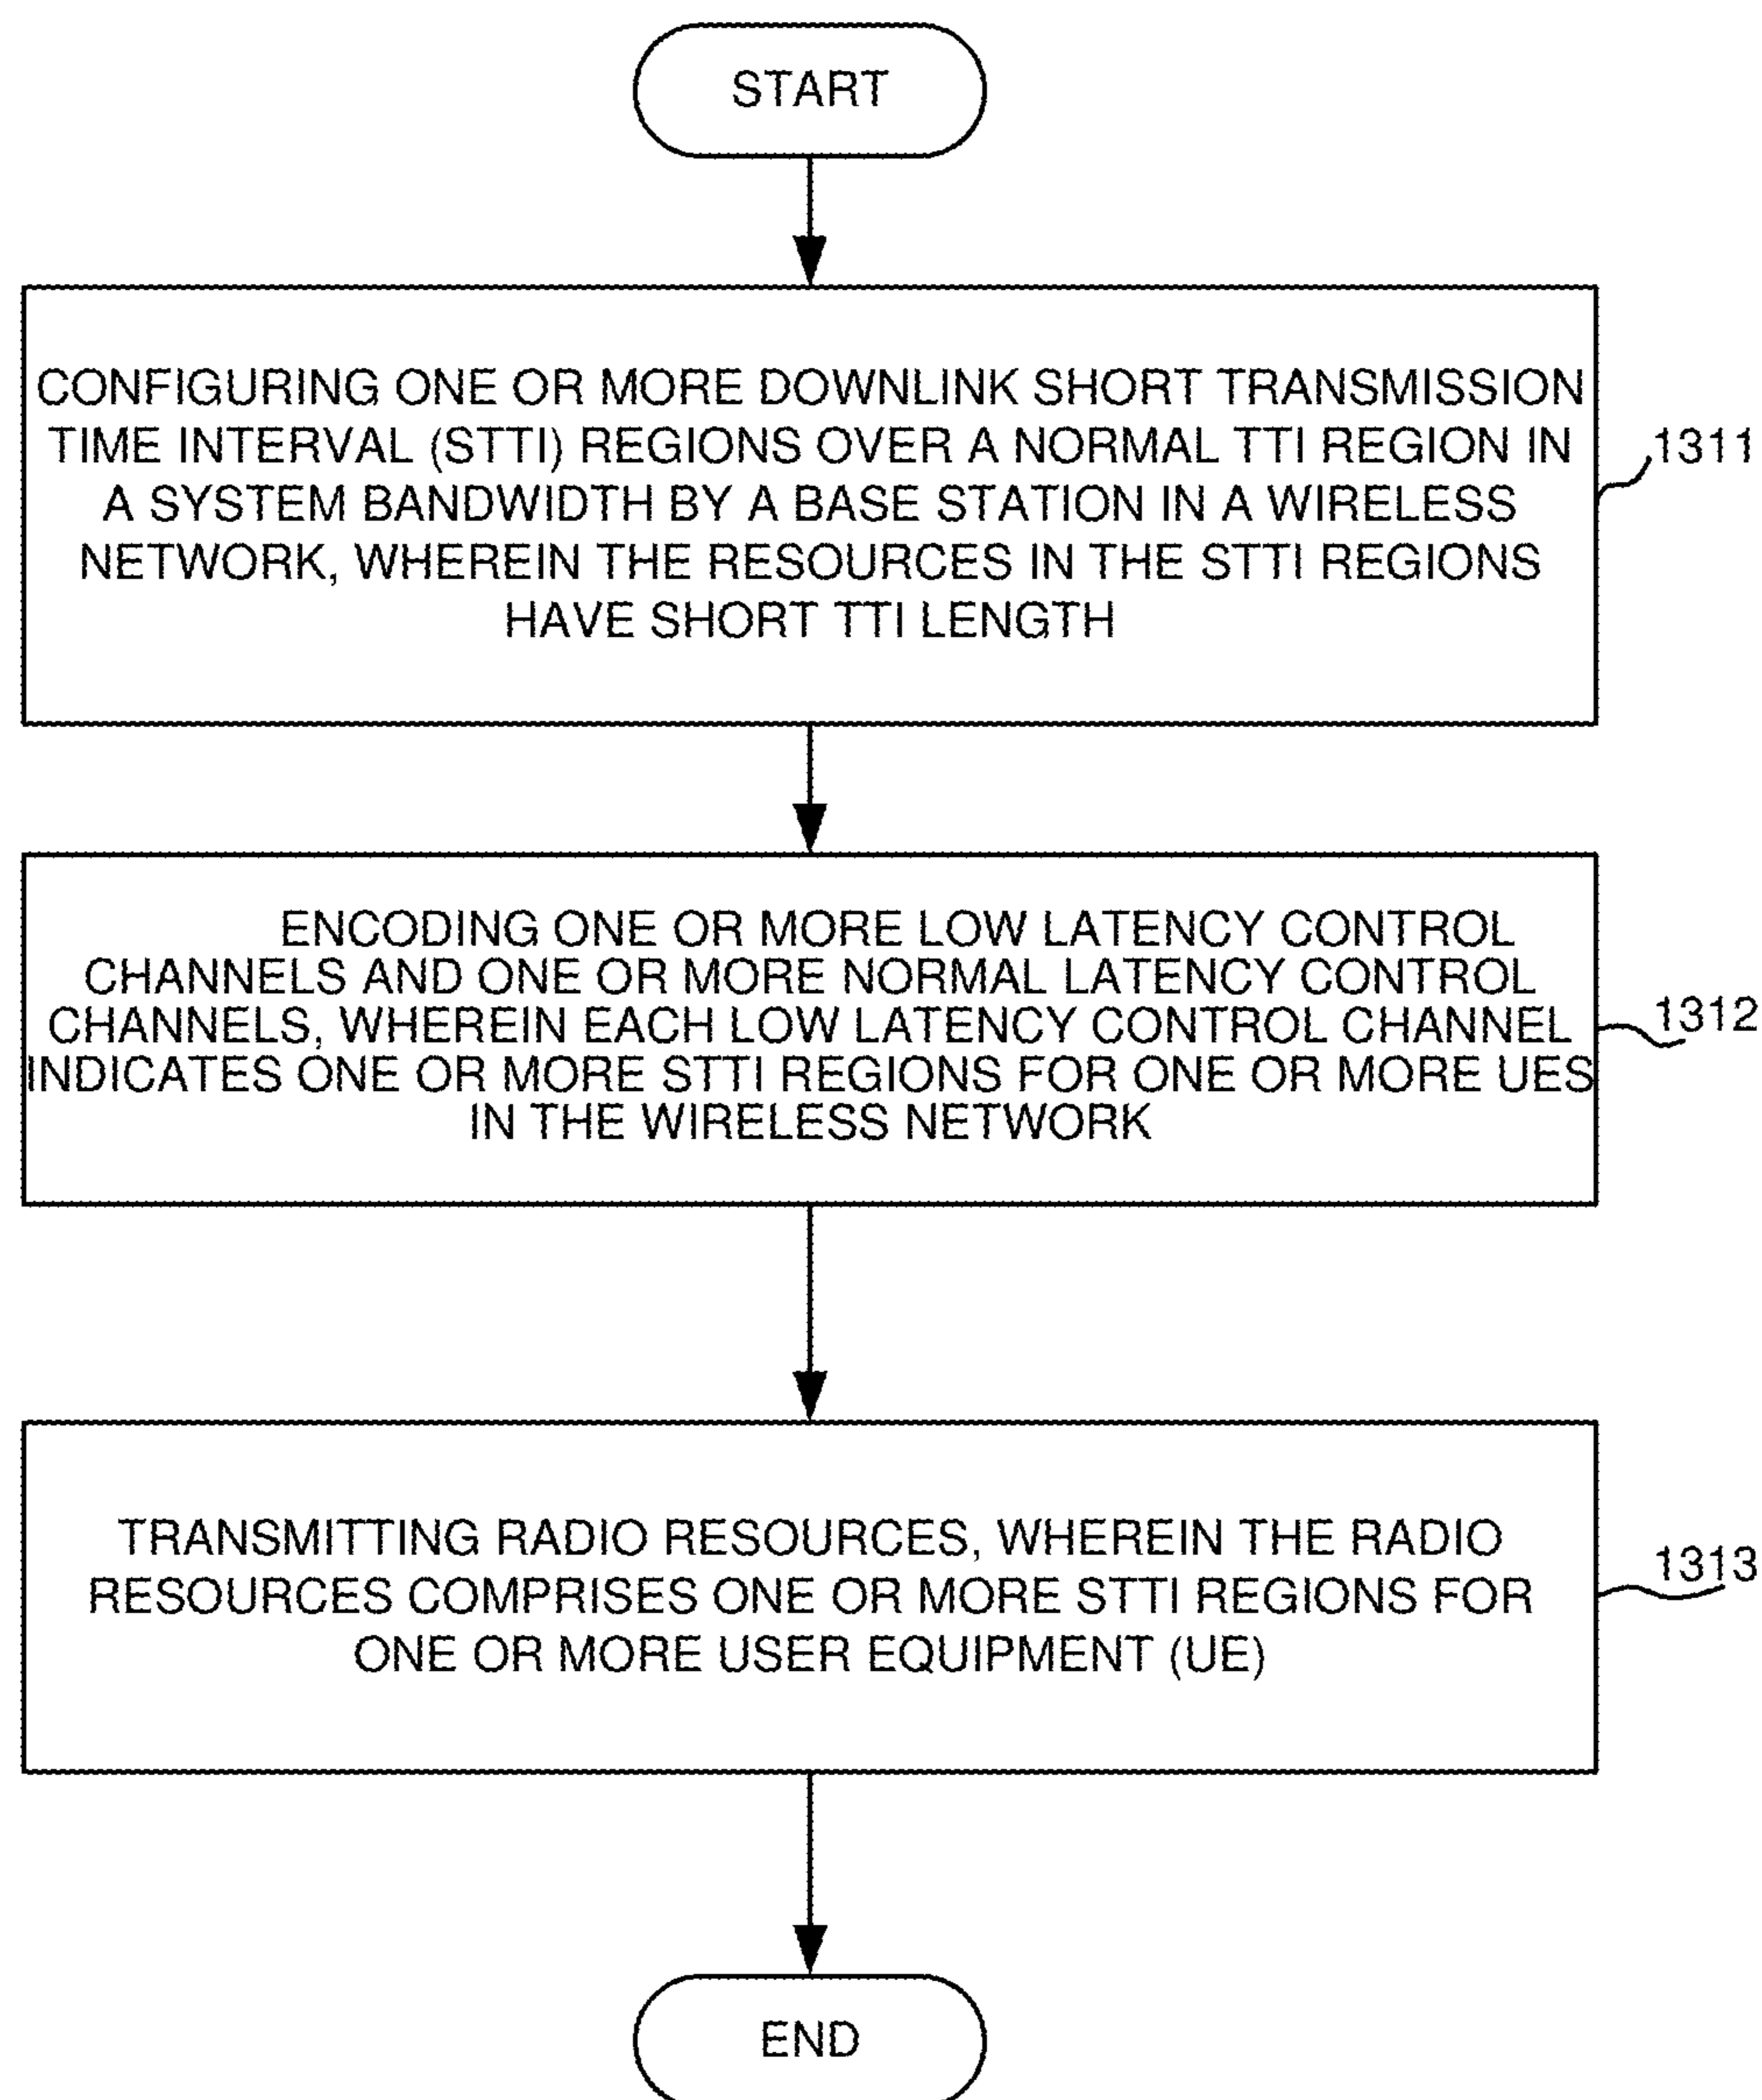 START
CONFIGURING ONE OR MORE DOWNLINK SHORT TRANSMISSION
TIME INTERVAL (STTI) REGIONS OVER A NORMAL TTI REGION IN
A SYSTEM BANDWIDTH BY A BASE STATION IN A WIRELESS
NETWORK, WHEREIN THE RESOURCES IN THE STTI REGIONS
HAVE SHORT TTI LENGTH
1311
ENCODING ONE OR MORE LOW LATENCY CONTROL
CHANNELS AND ONE OR MORE NORMAL LATENCY CONTROL
CHANNELS, WHEREIN EACH LOW LATENCY CONTROL CHANNEL
INDICATES ONE OR MORE STTI REGIONS FOR ONE OR MORE UES
IN THE WIRELESS NETWORK
1312
TRANSMITTING RADIO RESOURCES, WHEREIN THE RADIO
RESOURCES COMPRISES ONE OR MORE STTI REGIONS FOR
ONE OR MORE USER EQUIPMENT (UE)
1313
END